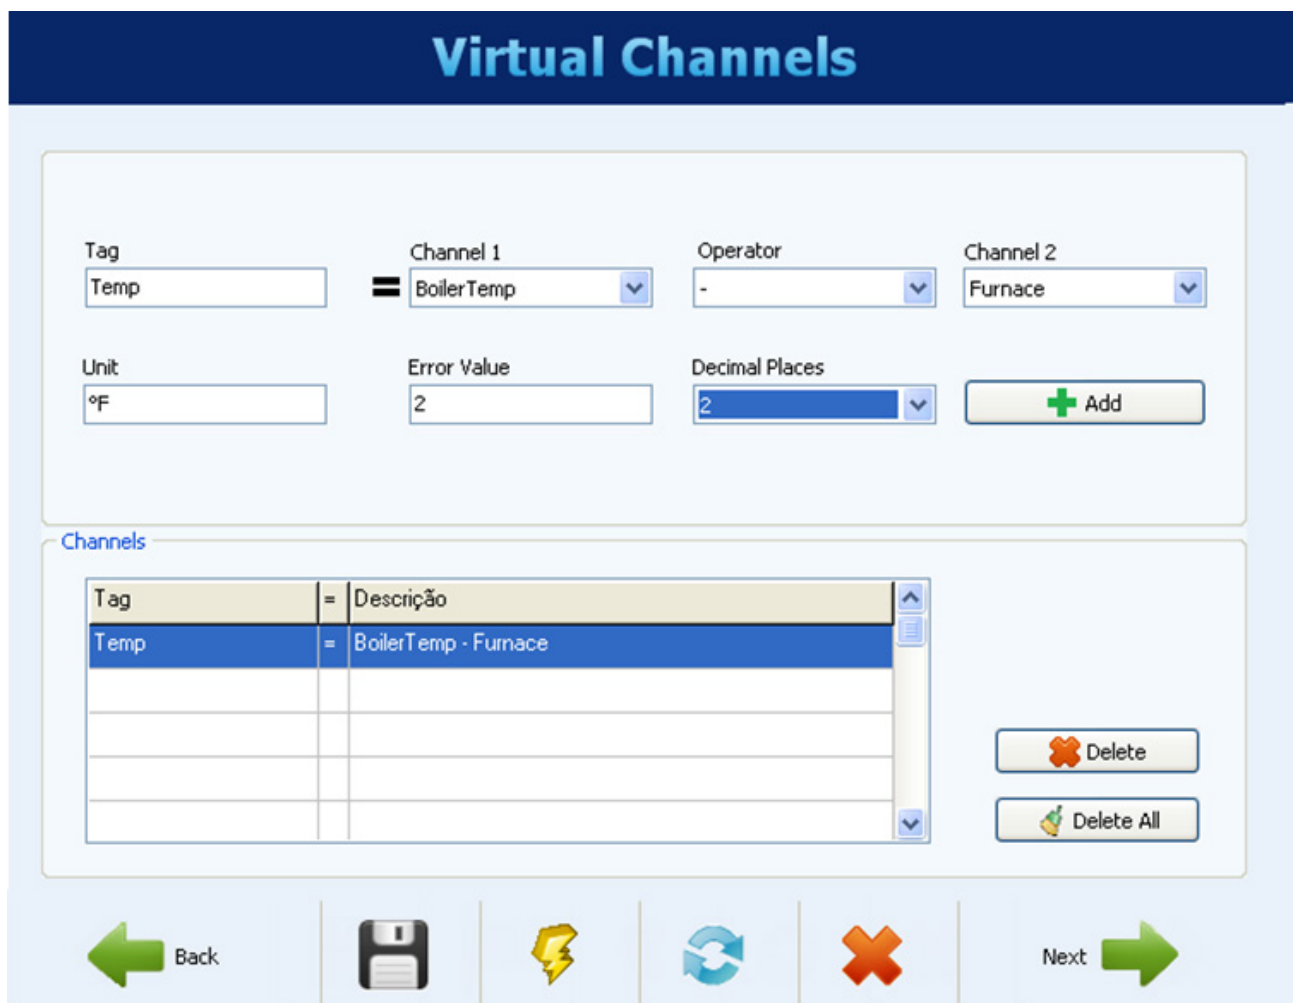 Virtual Channels
Tag Channel 1 Operator Channel 2
Temp = BoilerTemp - Furnace
Unit Error Value Decimal Places
ºF 2 2 Add
Channels
Tag = Descrição
Temp = BoilerTemp - Furnace
Delete
Delete All
Back Next